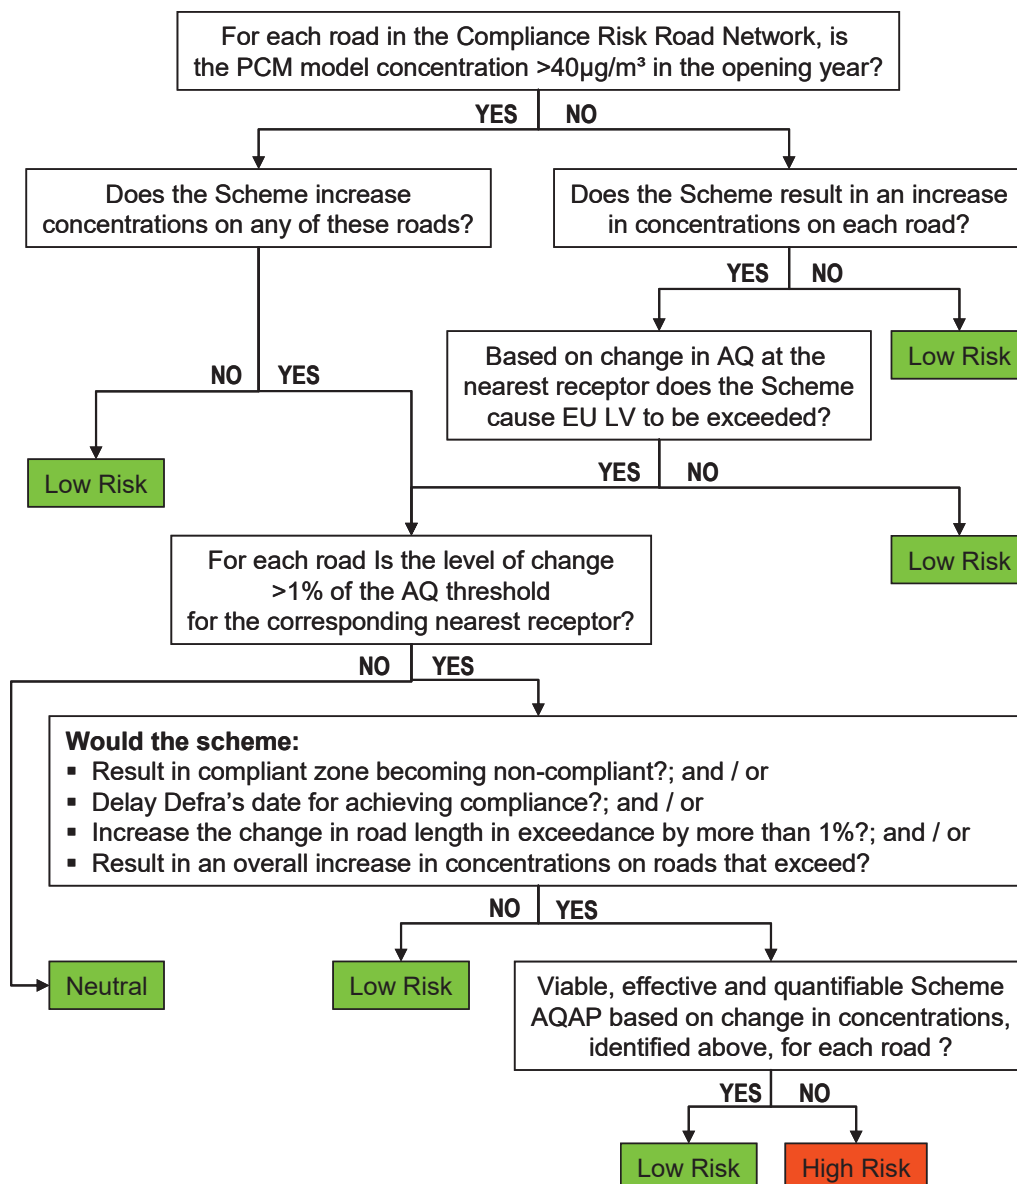 For each road in the Compliance Risk Road Network, is
the PCM model concentration >40µg/m³ in the opening year?
YES
NO
Does the Scheme increase
concentrations on any of these roads?
Does the Scheme result in an increase
in concentrations on each road?
YES
NO
Based on change in AQ at the
nearest receptor does the Scheme
cause EU LV to be exceeded?
Low Risk
NO
YES
Low Risk
YES
NO
For each road Is the level of change
>1% of the AQ threshold
for the corresponding nearest receptor?
Low Risk
NO
YES
Would the scheme:
▪ Result in compliant zone becoming non-compliant?; and / or
▪ Delay Defra's date for achieving compliance?; and / or
▪ Increase the change in road length in exceedance by more than 1%?; and / or
▪ Result in an overall increase in concentrations on roads that exceed?
NO
YES
Neutral
Low Risk
Viable, effective and quantifiable Scheme
AQAP based on change in concentrations,
identified above, for each road ?
YES
NO
Low Risk
High Risk